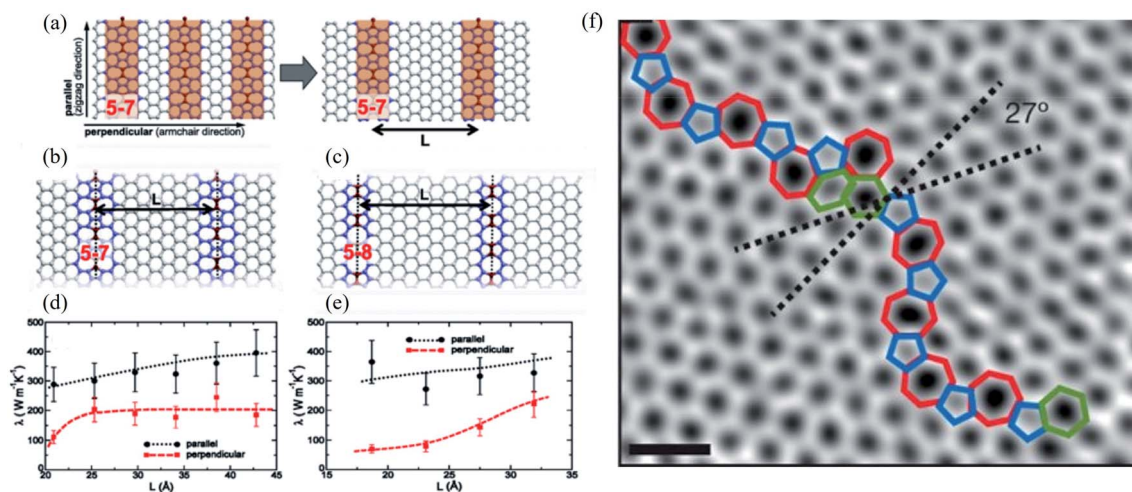 (a)
parallel
(zigzag direction)
5-7
perpendicular (armchair direction)
5-7
L
(b)
L
5-7
(c)
L
5-8
(d)
500
400
300
200
100
0
λ ( W m⁻¹ K⁻¹ )
parallel
perpendicular
20 25 30 35 40 45
L (Å)
(e)
500
400
300
200
100
0
λ ( W m⁻¹ K⁻¹ )
parallel
perpendicular
15 20 25 30 35
L (Å)
(f)
27°